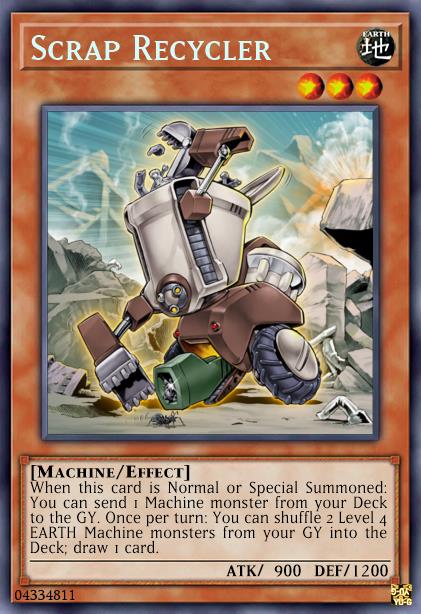 Scrap Recycler
EARTH
地
[Machine/Effect]
When this card is Normal or Special Summoned:
You can send 1 Machine monster from your Deck
to the GY. Once per turn: You can shuffle 2 Level 4
EARTH Machine monsters from your GY into the
Deck; draw 1 card.
ATK/ 900 DEF/1200
04334811